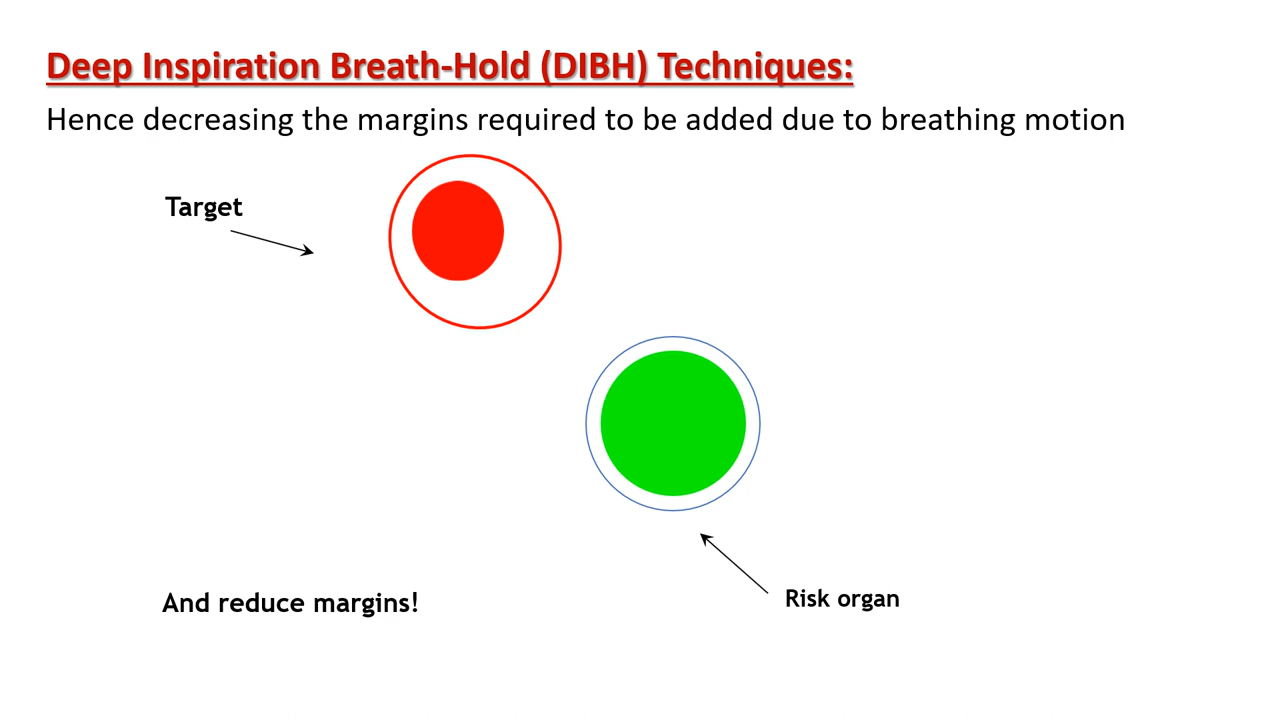 Deep Inspiration Breath-Hold (DIBH) Techniques:
Hence decreasing the margins required to be added due to breathing motion
Target
Risk organ
And reduce margins!